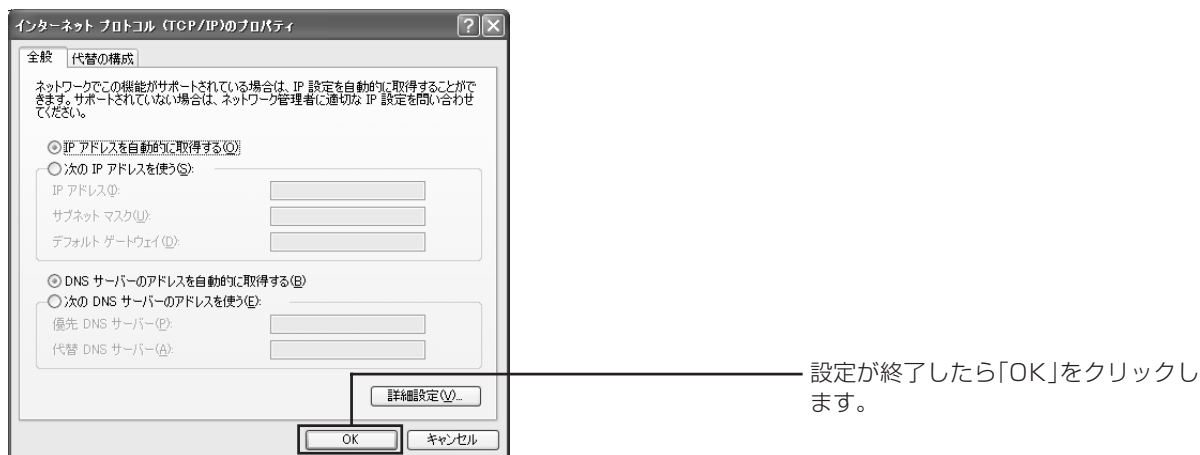 インターネット プロトコル (TCP/IP)のプロパティ
全般 代替の構成
ネットワークでこの機能がサポートされている場合は、IP 設定を自動的に取得することがで
きます。サポートされていない場合は、ネットワーク管理者に適切な IP 設定を問い合わせ
てください。
IP アドレスを自動的に取得する(O)
次の IP アドレスを使う(S):
IP アドレス(I):
サブネット マスク(U):
デフォルト ゲートウェイ(D):
DNS サーバーのアドレスを自動的に取得する(B)
次の DNS サーバーのアドレスを使う(E):
優先 DNS サーバー(P):
代替 DNS サーバー(A):
詳細設定(V)...
OK キャンセル
設定が終了したら「OK」をクリックし
ます。